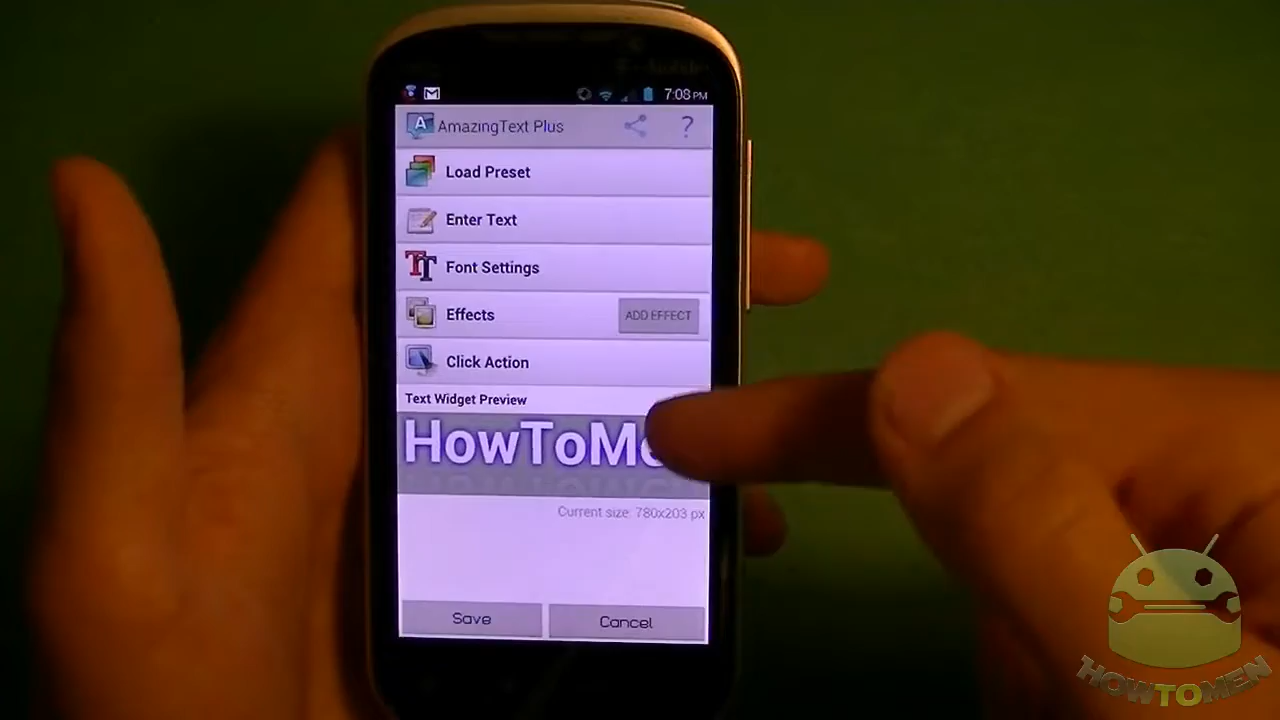 7:08 PM
AmazingText Plus
?
Load Preset
Enter Text
Font Settings
Effects
ADD EFFECT
Click Action
Text Widget Preview
HowToMe
Current size: 780x203 px
Save
Cancel
HOWTOMEN